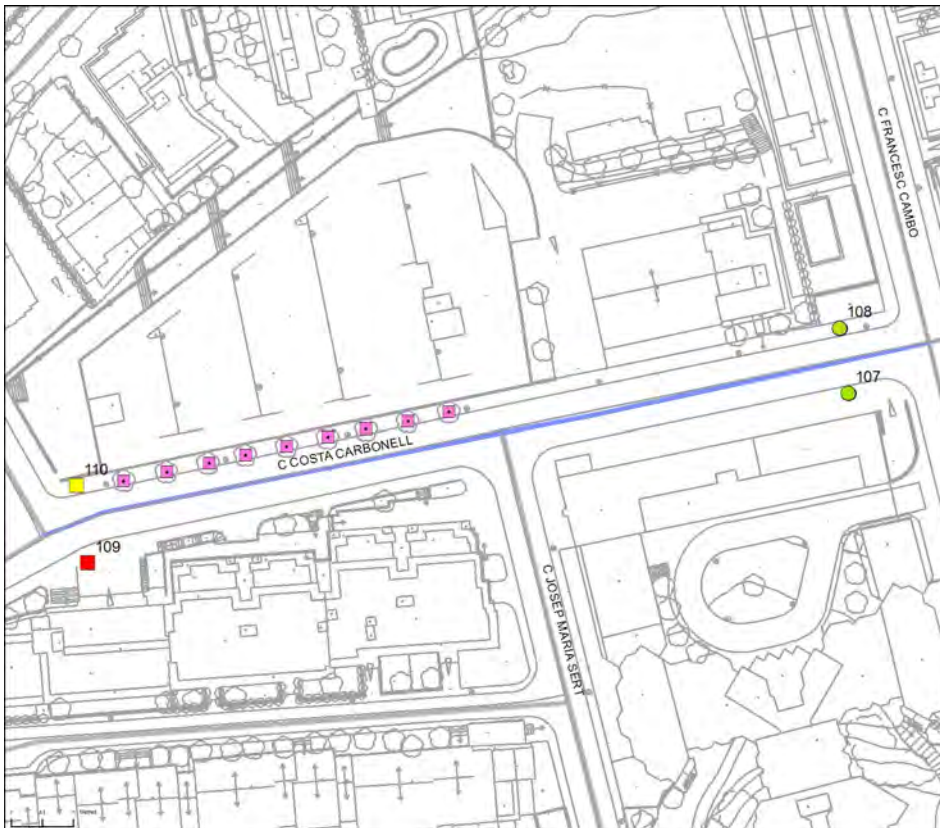 C FRANCESC CAMBO
108
107
C COSTA CARBONELL
110
109
C JOSEP MARIA SERT